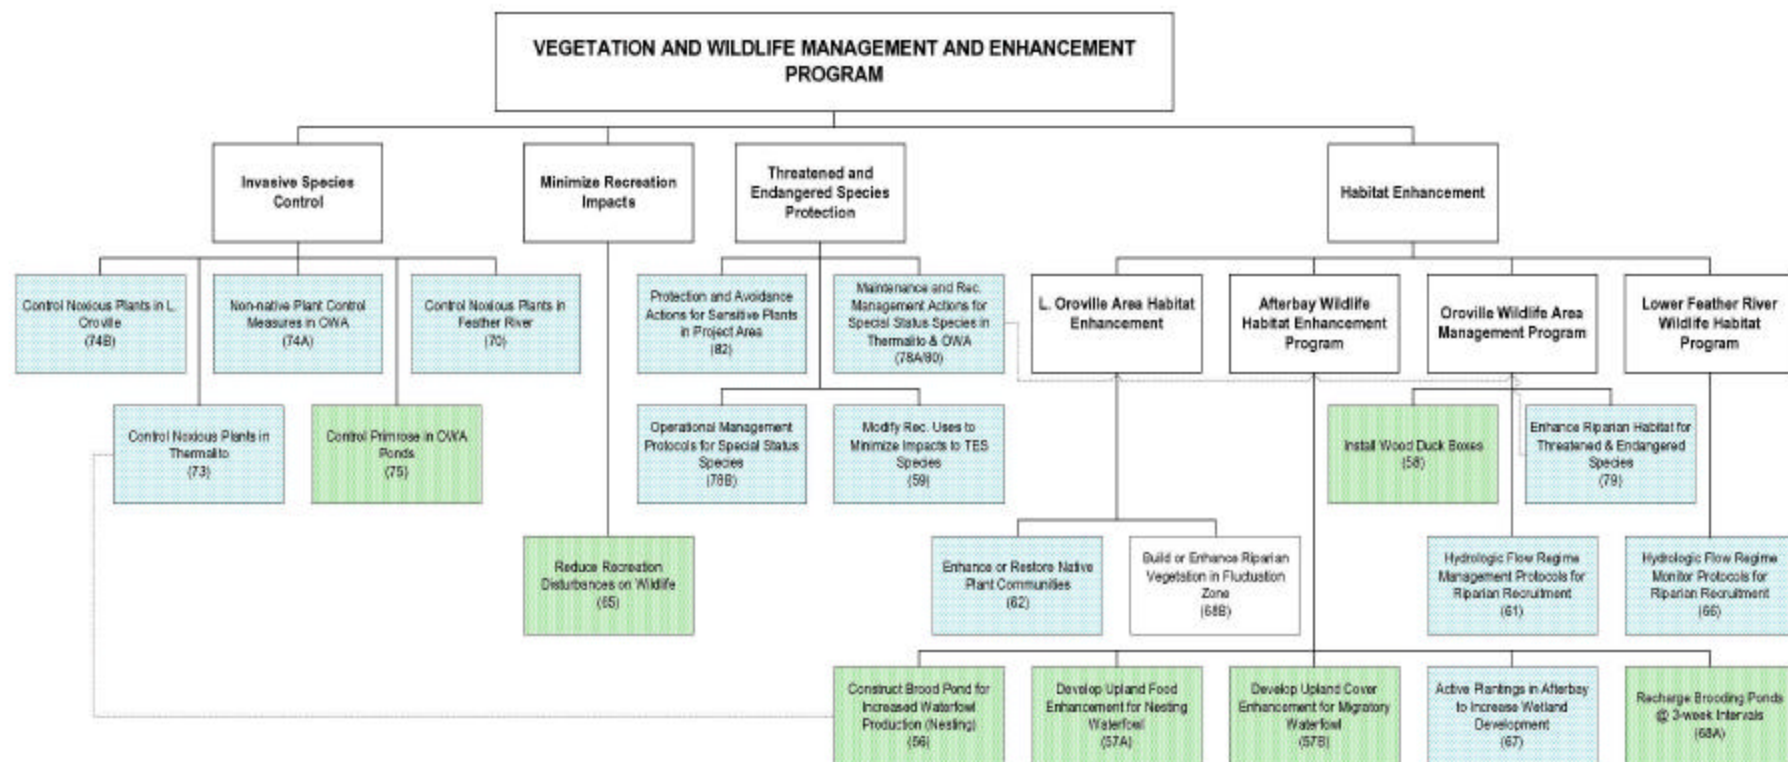 VEGETATION AND WILDLIFE MANAGEMENT AND ENHANCEMENT
PROGRAM
Invasive Species
Control
Minimize Recreation
Impacts
Threatened and
Endangered Species
Protection
Habitat Enhancement
Control Noxious Plants in L.
Oroville
(74B)
Non-native Plant Control
Measures in OWA
(74A)
Control Noxious Plants in
Feather River
(70)
Protection and Avoidance
Actions for Sensitive Plants
in Project Area
(82)
Maintenance and Rec.
Management Actions for
Special Status Species in
Thermalito & OWA
(78A/80)
L. Oroville Area Habitat
Enhancement
Afterbay Wildlife
Habitat Enhancement
Program
Oroville Wildlife Area
Management Program
Lower Feather River
Wildlife Habitat
Program
Control Noxious Plants in
Thermalito
(73)
Control Primrose in OWA
Ponds
(75)
Operational Management
Protocols for Special Status
Species
(78B)
Modify Rec. Uses to
Minimize Impacts to TES
Species
(59)
Install Wood Duck Boxes
(58)
Enhance Riparian Habitat for
Threatened & Endangered
Species
(79)
Reduce Recreation
Disturbances on Wildlife
(65)
Enhance or Restore Native
Plant Communities
(62)
Build or Enhance Riparian
Vegetation in Fluctuation
Zone
(68B)
Hydrologic Flow Regime
Management Protocols for
Riparian Recruitment
(61)
Hydrologic Flow Regime
Monitor Protocols for
Riparian Recruitment
(66)
Construct Brood Pond for
Increased Waterfowl
Production (Nesting)
(56)
Develop Upland Food
Enhancement for Nesting
Waterfowl
(57A)
Develop Upland Cover
Enhancement for Migratory
Waterfowl
(57B)
Active Plantings in Afterbay
to Increase Wetland
Development
(67)
Recharge Brooding Ponds
@ 3-week Intervals
(68A)